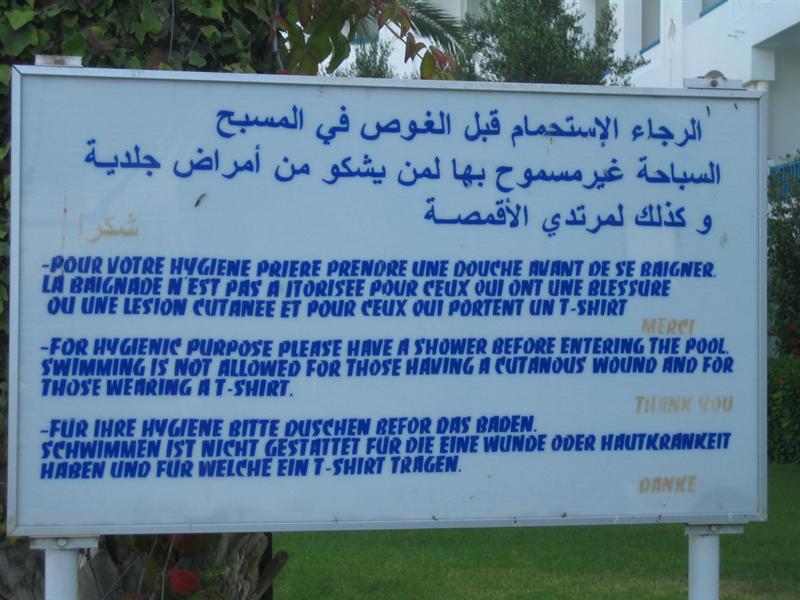 الرجاء الإستحمام قبل الغوص في المسبح
السباحة غيرمسموح بها لمن يشكو من أمراض جلدية
و كذلك لمرتدي الأقمصة
شكرا
-POUR VOTRE HYGIENE PRIERE PRENDRE UNE DOUCHE AVANT DE SE BAIGNER.
LA BAIGNADE N'EST PAS A ITORISEE POUR CEUX QUI ONT UNE BLESSURE
OU UNE LESION CUTANEE ET POUR CEUX QUI PORTENT UN T-SHIRT
MERCI
-FOR HYGIENIC PURPOSE PLEASE HAVE A SHOWER BEFORE ENTERING THE POOL.
SWIMMING IS NOT ALLOWED FOR THOSE HAVING A CUTANOUS WOUND AND FOR
THOSE WEARING A T-SHIRT.
THANK YOU
-FÜR IHRE HYGIENE BITTE DUSCHEN BEFOR DAS BADEN.
SCHWIMMEN IST NICHT GESTATTET FÜR DIE EINE WUNDE ODER HAUTKRANKEIT
HABEN UND FÜR WELCHE EIN T-SHIRT TRAGEN.
DANKE